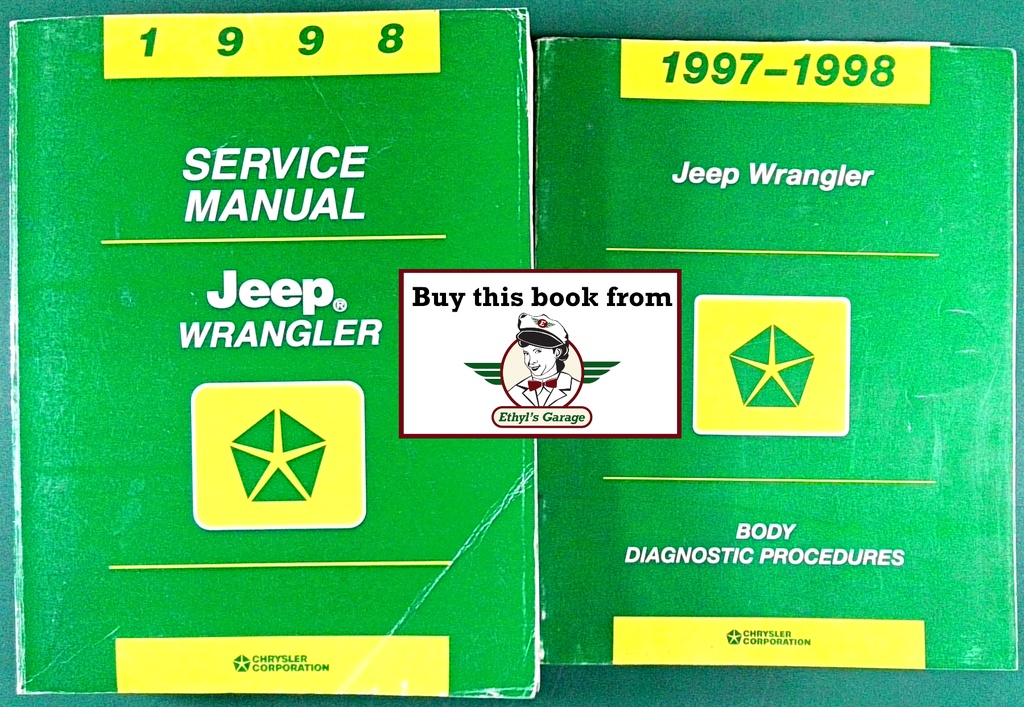 1 9 9 8
SERVICE
MANUAL
Jeep®
WRANGLER
CHRYSLER
CORPORATION
1997-1998
Jeep Wrangler
BODY
DIAGNOSTIC PROCEDURES
CHRYSLER
CORPORATION
Buy this book from
E
Ethyl's Garage